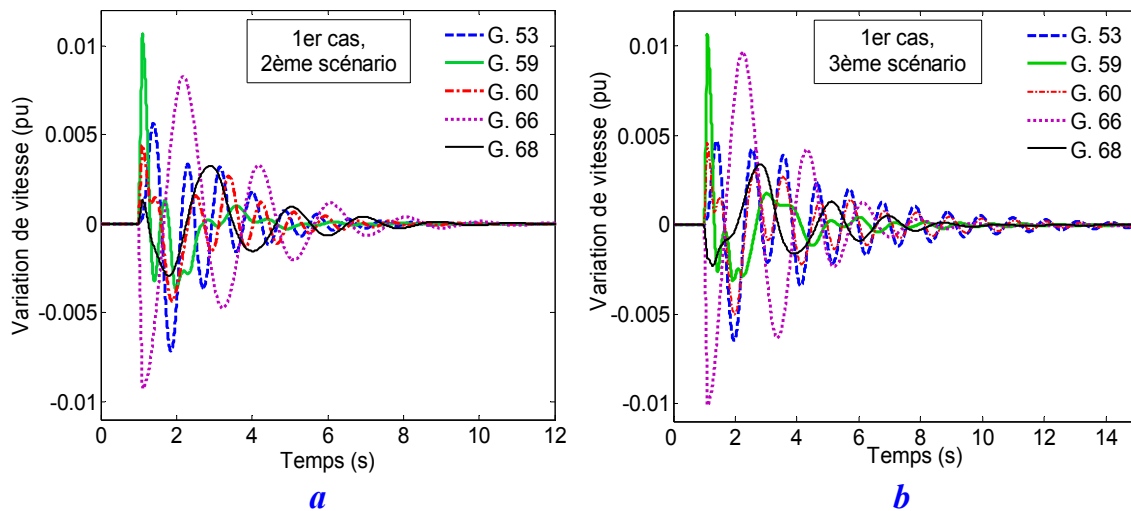 0.01
0.005
0
-0.005
-0.01
Variation de vitesse (pu)
1er cas,
2ème scénario
G. 53
G. 59
G. 60
G. 66
G. 68
0 2 4 6 8 10 12
Temps (s)
a
0.01
0.005
0
-0.005
-0.01
Variation de vitesse (pu)
1er cas,
3ème scénario
G. 53
G. 59
G. 60
G. 66
G. 68
0 2 4 6 8 10 12 14
Temps (s)
b